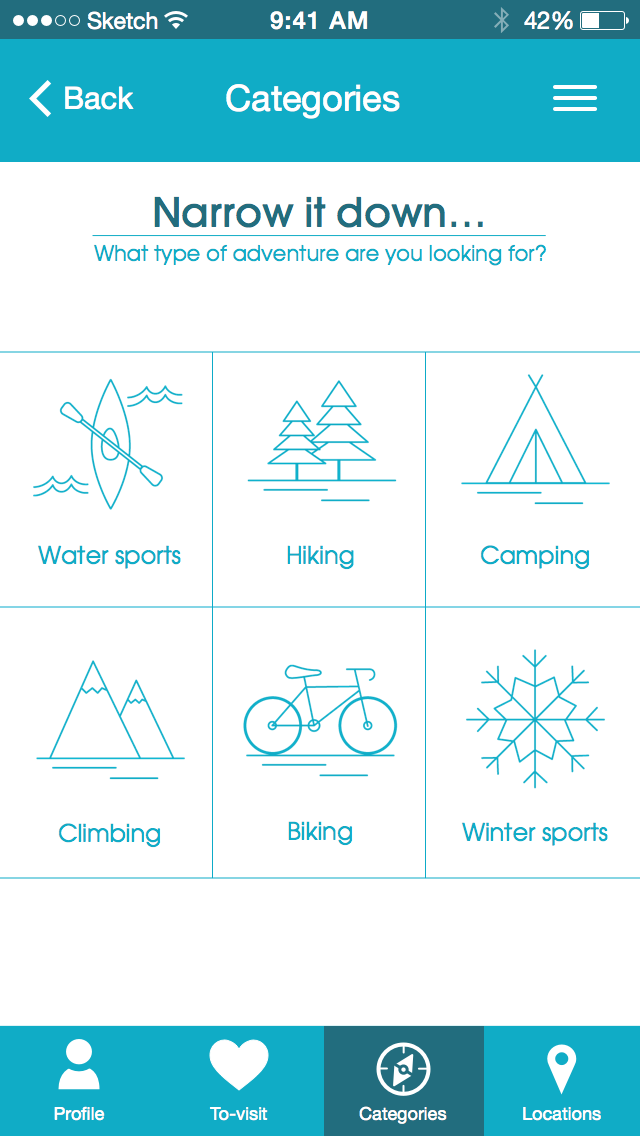 Sketch 9:41 AM 42%
Back Categories
Narrow it down...
What type of adventure are you looking for?
Water sports Hiking Camping
Climbing Biking Winter sports
Profile To-visit Categories Locations